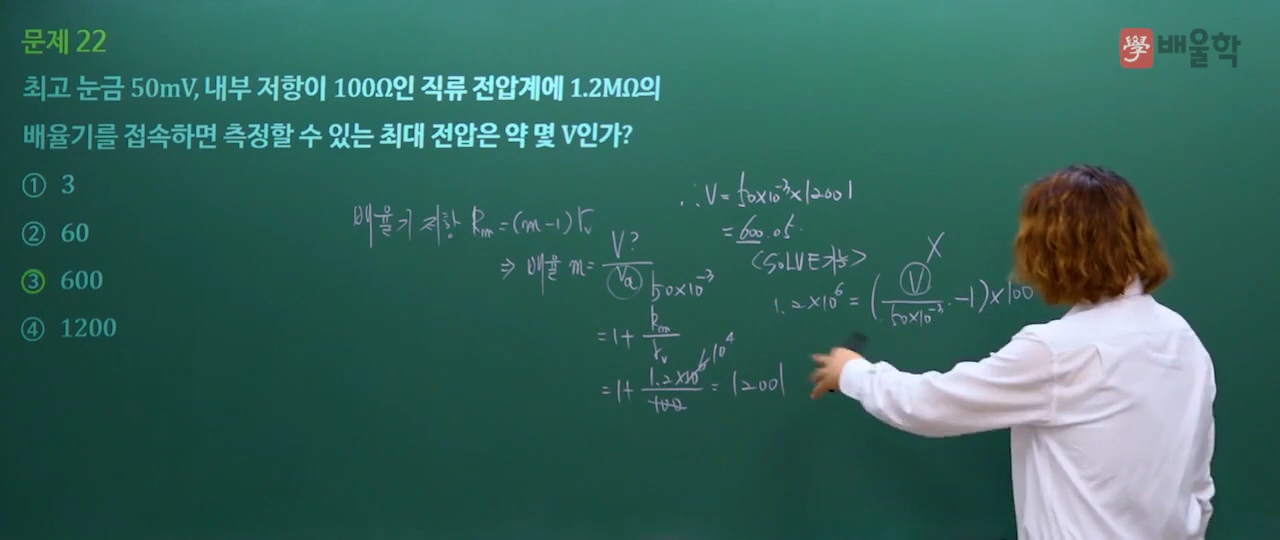 문제 22
學 배울학
최고 눈금 50mV, 내부 저항이 100Ω인 직류 전압계에 1.2MΩ의
배율기를 접속하면 측정할 수 있는 최대 전압은 약 몇 V인가?
① 3
② 60
③ 600
④ 1200
배율기 저항 Rm = (m-1)rv
⇒ 배율 m = V? / Va 50×10⁻³
= 1 + Rm / rv
= 1 + 1.2×10⁶ / 100 10⁴ = 12001
∴ V = 50×10⁻³×12001
= 600.05.
<SOLVE 가능>
X
1.2×10⁶ = (V / 50×10⁻³ - 1)×100